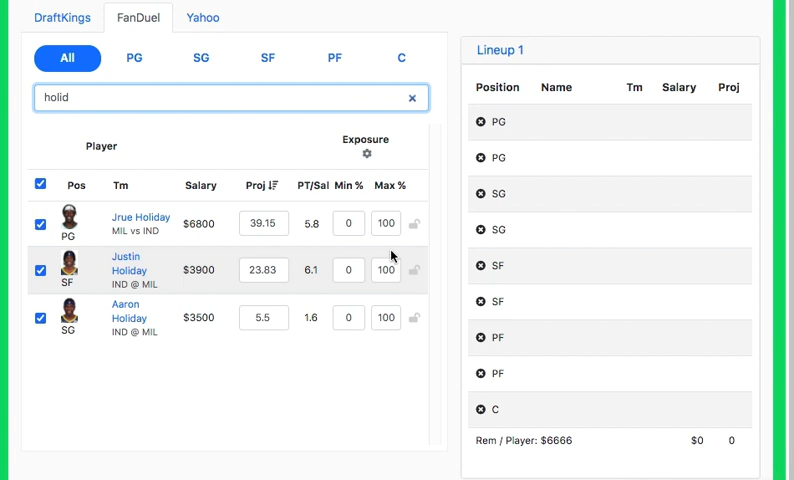 DraftKings FanDuel Yahoo
All PG SG SF PF C
holid
Player Exposure
Pos Tm Salary Proj PT/Sal Min % Max %
Jrue Holiday
PG MIL vs IND $6800 39.15 5.8 0 100
Justin
Holiday
SF IND @ MIL $3900 23.83 6.1 0 100
Aaron
Holiday
SG IND @ MIL $3500 5.5 1.6 0 100
Lineup 1
Position Name Tm Salary Proj
PG
PG
SG
SG
SF
SF
PF
PF
C
Rem / Player: $6666 $0 0